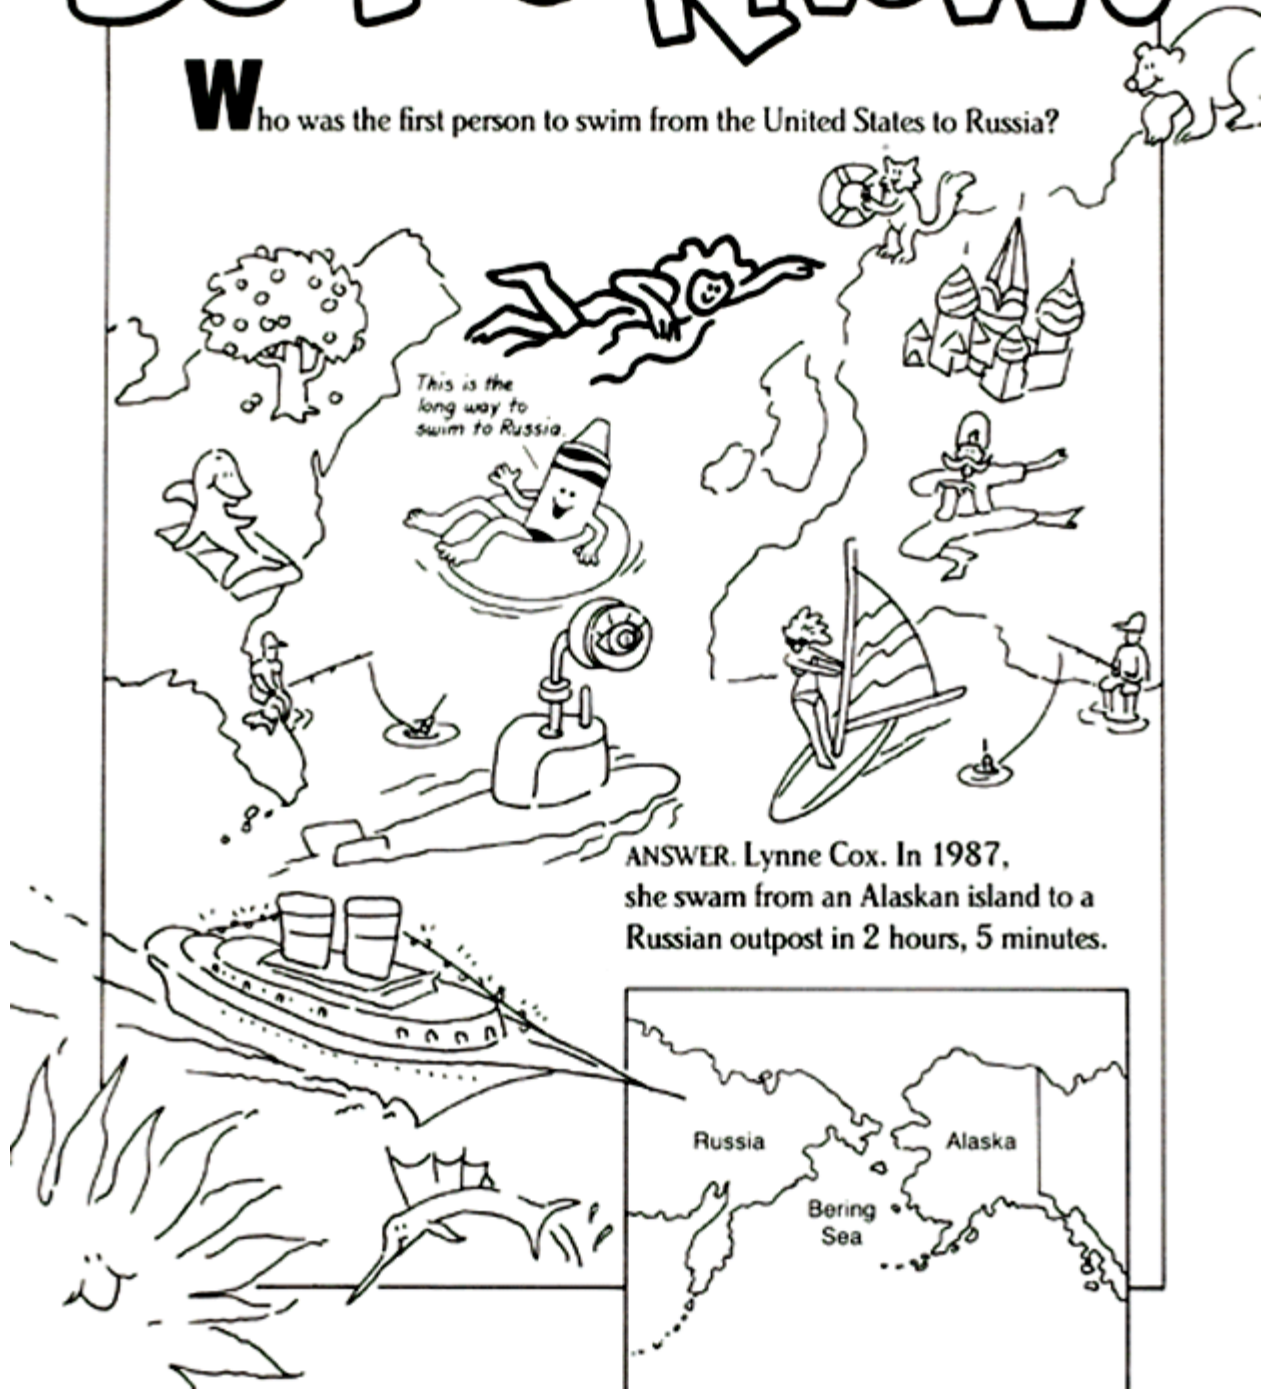 Who was the first person to swim from the United States to Russia?
This is the
long way to
swim to Russia.
ANSWER. Lynne Cox. In 1987,
she swam from an Alaskan island to a
Russian outpost in 2 hours, 5 minutes.
Russia
Alaska
Bering
Sea